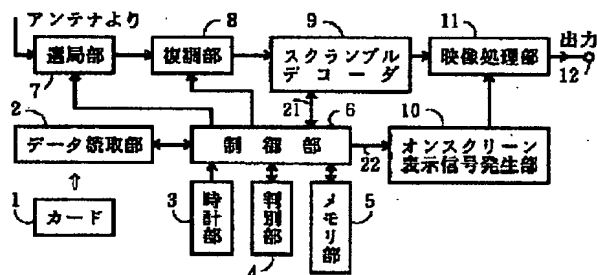 アンテナより
8
9
11
選局部
復調部
スクランブル
デコーダ
映像処理部
出力
12
7
21
2
6
10
データ読取部
制御部
22
オンスクリーン
表示信号発生部
1
カード
3
時計部
判別部
4
メモリ部
5